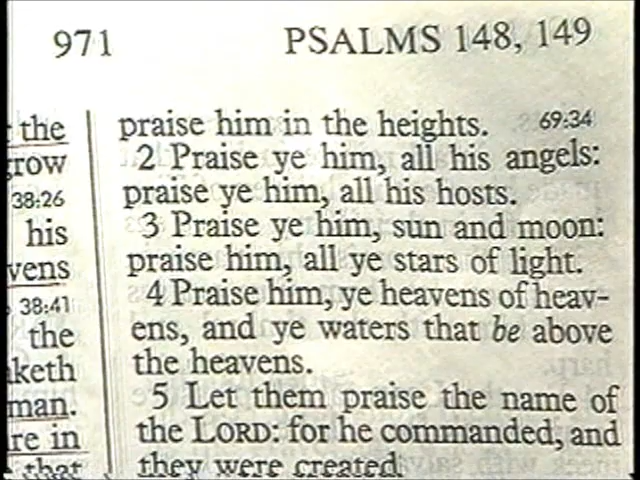 971
PSALMS 148, 149
the
grow
38:26
his
vens
38:41
the
keth
man.
re in
that
praise him in the heights. 69:34
2 Praise ye him, all his angels:
praise ye him, all his hosts.
3 Praise ye him, sun and moon:
praise him, all ye stars of light.
4 Praise him, ye heavens of heav-
ens, and ye waters that be above
the heavens.
5 Let them praise the name of
the LORD: for he commanded, and
they were created.